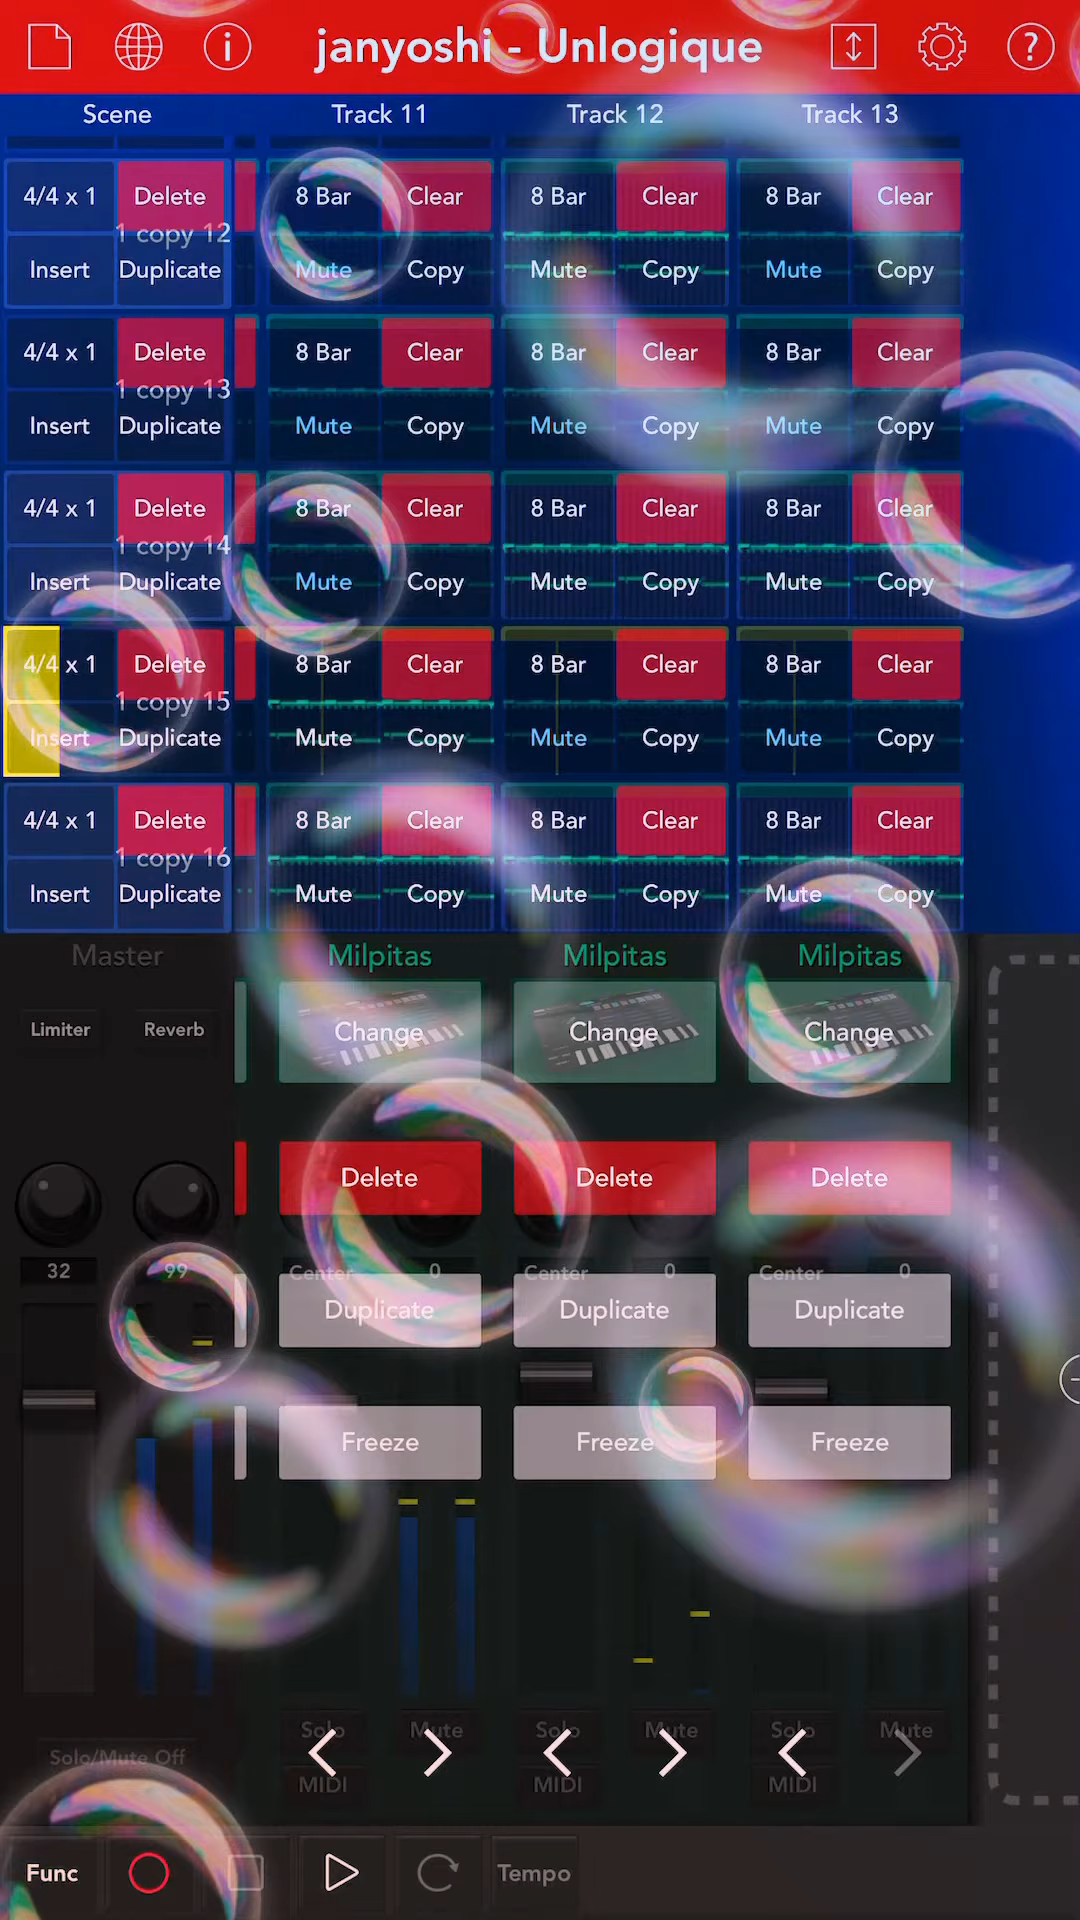 janyoshi - Unlogique
Scene Track 11 Track 12 Track 13
4/4 x 1 Delete 8 Bar Clear 8 Bar Clear 8 Bar Clear
1 copy 12
Insert Duplicate Mute Copy Mute Copy Mute Copy
4/4 x 1 Delete 8 Bar Clear 8 Bar Clear 8 Bar Clear
1 copy 13
Insert Duplicate Mute Copy Mute Copy Mute Copy
4/4 x 1 Delete 8 Bar Clear 8 Bar Clear 8 Bar Clear
1 copy 14
Insert Duplicate Mute Copy Mute Copy Mute Copy
4/4 x 1 Delete 8 Bar Clear 8 Bar Clear 8 Bar Clear
1 copy 15
Insert Duplicate Mute Copy Mute Copy Mute Copy
4/4 x 1 Delete 8 Bar Clear 8 Bar Clear 8 Bar Clear
1 copy 16
Insert Duplicate Mute Copy Mute Copy Mute Copy
Master Milpitas Milpitas Milpitas
Limiter Reverb Change Change Change
Delete Delete Delete
32 99 Center 0 Center 0 Center 0
Duplicate Duplicate Duplicate
Freeze Freeze Freeze
Solo Mute Solo Mute Solo Mute
Solo/Mute Off
MIDI MIDI MIDI
Func Tempo